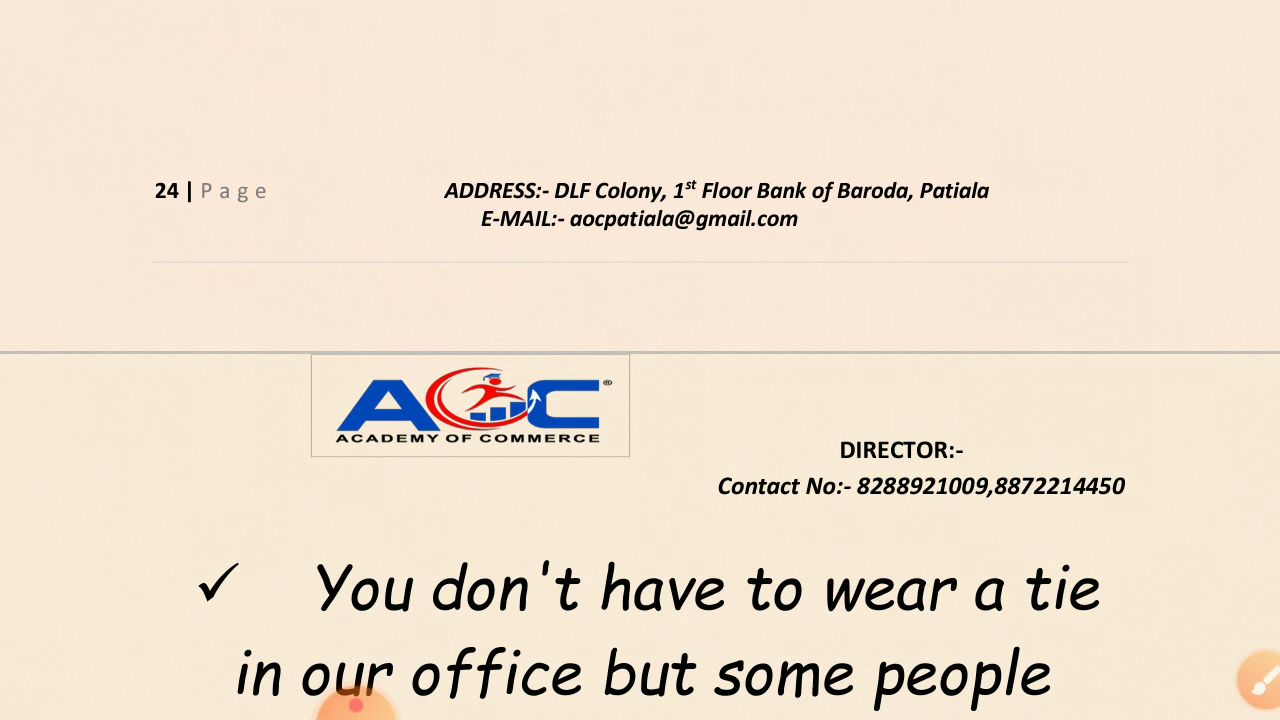 24 | P a g e
ADDRESS:- DLF Colony, 1st Floor Bank of Baroda, Patiala
E-MAIL:- aocpatiala@gmail.com
AOC®
ACADEMY OF COMMERCE
DIRECTOR:-
Contact No:- 8288921009,8872214450
✓ You don't have to wear a tie
in our office but some people